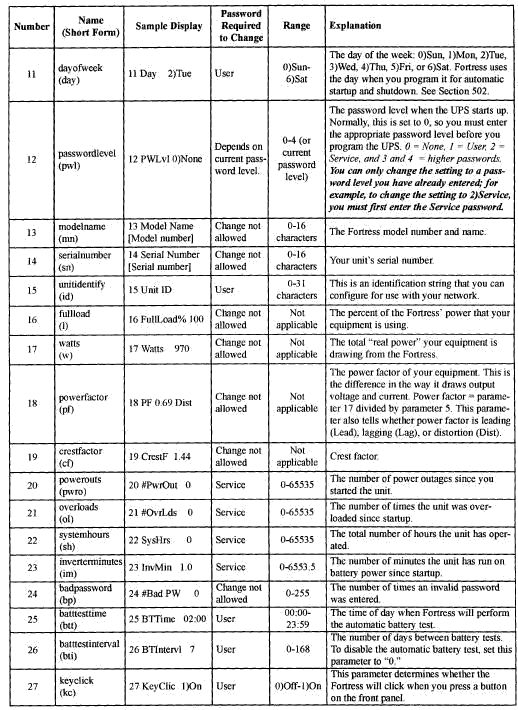 Number
Name
(Short Form)
Sample Display
Password
Required
to Change
Range
Explanation
11
dayofweek
(day)
11 Day 2)Tue
User
0)Sun-
6)Sat
The day of the week: 0)Sun, 1)Mon, 2)Tue,
3)Wed, 4)Thu, 5)Fri, or 6)Sat. Fortress uses
the day when you program it for automatic
startup and shutdown. See Section 502.
12
passwordlevel
(pwl)
12 PWLvl 0)None
Depends on
current pass-
word level.
0-4 (or
current
password
level)
The password level when the UPS starts up.
Normally, this is set to 0, so you must enter
the appropriate password level before you
program the UPS. 0 = None, 1 = User, 2 =
Service, and 3 and 4 = higher passwords.
You can only change the setting to a pass-
word level you have already entered; for
example, to change the setting to 2)Service,
you must first enter the Service password.
13
modelname
(mn)
13 Model Name
[Model number]
Change not
allowed
0-16
characters
The Fortress model number and name.
14
serialnumber
(sn)
14 Serial Number
[Serial number]
Change not
allowed
0-16
characters
Your unit's serial number.
15
unitidentify
(id)
15 Unit ID
User
0-31
characters
This is an identification string that you can
configure for use with your network.
16
fullload
(l)
16 FullLoad% 100
Change not
allowed
Not
applicable
The percent of the Fortress' power that your
equipment is using.
17
watts
(w)
17 Watts 970
Change not
allowed
Not
applicable
The total "real power" your equipment is
drawing from the Fortress.
18
powerfactor
(pf)
18 PF 0.69 Dist
Change not
allowed
Not
applicable
The power factor of your equipment. This is
the difference in the way it draws output
voltage and current. Power factor = parame-
ter 17 divided by parameter 5. This parame-
ter also tells whether power factor is leading
(Lead), lagging (Lag), or distortion (Dist).
19
crestfactor
(cf)
19 CrestF 1.44
Change not
allowed
Not
applicable
Crest factor.
20
powerouts
(pwro)
20 #PwrOut 0
Service
0-65535
The number of power outages since you
started the unit.
21
overloads
(ol)
21 #OvrLds 0
Service
0-65535
The number of times the unit was over-
loaded since startup.
22
systemhours
(sh)
22 SysHrs 0
Service
0-65535
The total number of hours the unit has oper-
ated.
23
inverterminutes
(im)
23 InvMin 1.0
Service
0-6553.5
The number of minutes the unit has run on
battery power since startup.
24
badpassword
(bp)
24 #Bad PW 0
Change not
allowed
0-255
The number of times an invalid password
was entered.
25
batttesttime
(btt)
25 BTTime 02:00
User
00:00-
23:59
The time of day when Fortress will perform
the automatic battery test.
26
batttestinterval
(bti)
26 BTIntervl 7
User
0-168
The number of days between battery tests.
To disable the automatic battery test, set this
parameter to "0."
27
keyclick
(kc)
27 KeyClic 1)On
User
0)Off-1)On
This parameter determines whether the
Fortress will click when you press a button
on the front panel.